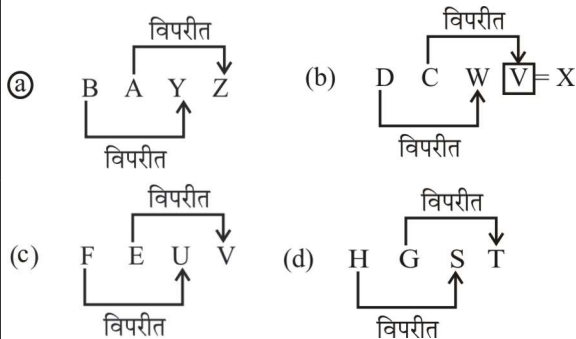 विपरीत
(a) B A Y Z
विपरीत
विपरीत
(b) D C W V = X
विपरीत
विपरीत
(c) F E U V
विपरीत
विपरीत
(d) H G S T
विपरीत